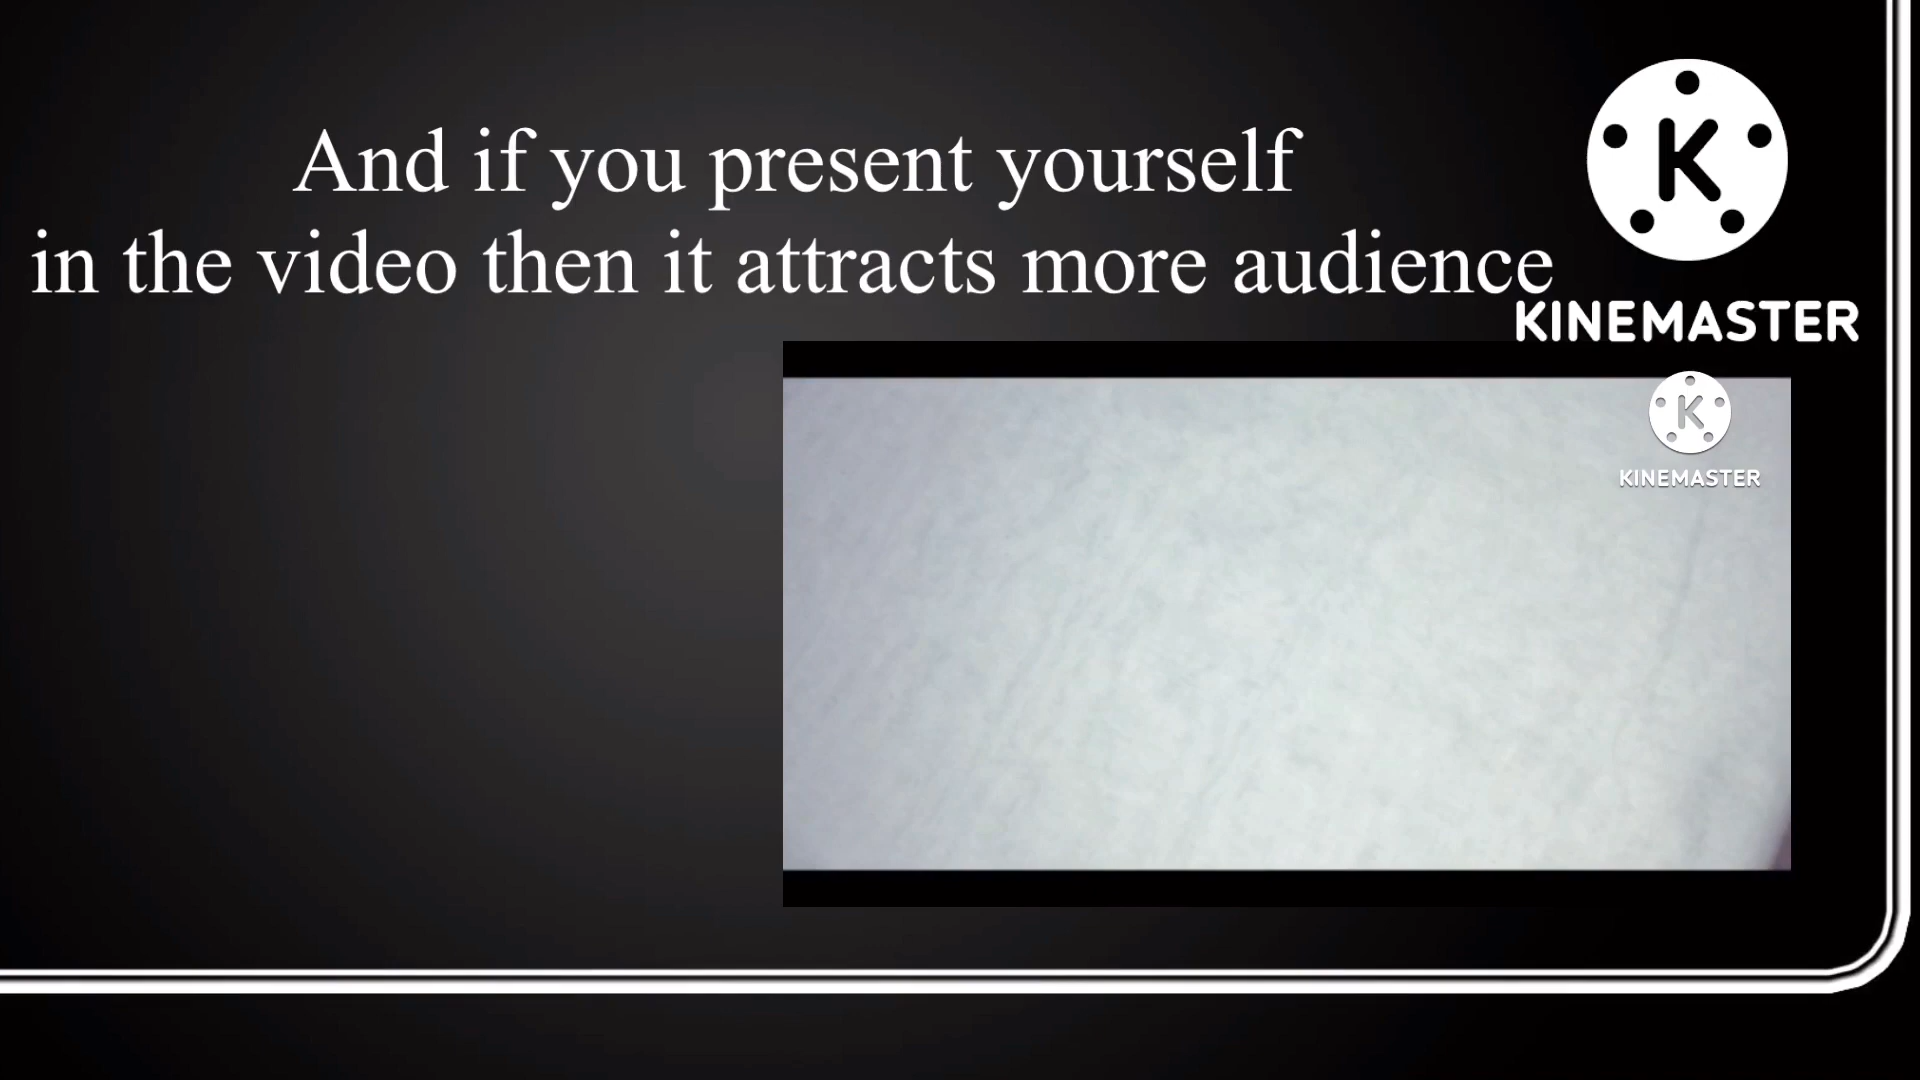 And if you present yourself
in the video then it attracts more audience
K
KINEMASTER
K
KINEMASTER